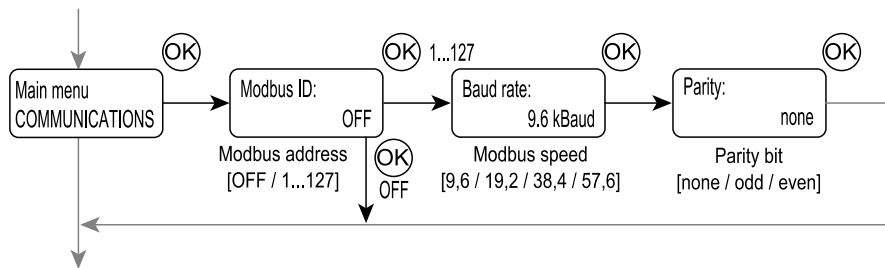 OK
OK 1...127
OK
OK
Main menu
COMMUNICATIONS
Modbus ID:
OFF
Baud rate:
9.6 kBaud
Parity:
none
Modbus address
[OFF / 1...127]
OK
OFF
Modbus speed
[9,6 / 19,2 / 38,4 / 57,6]
Parity bit
[none / odd / even]